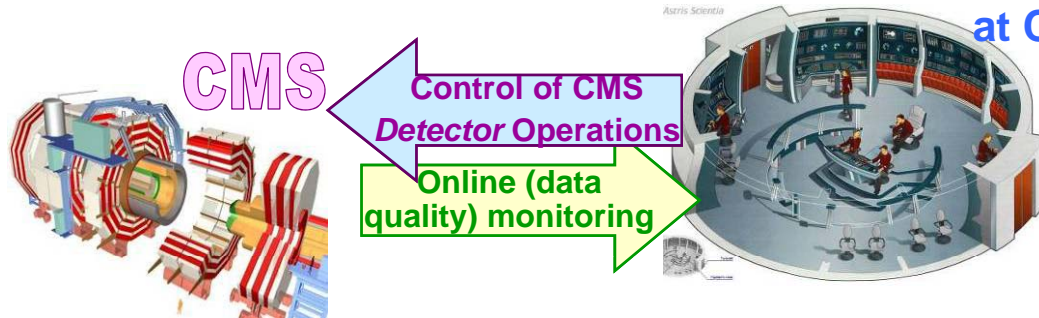 Astris Scientia
at C
CMS
Control of CMS
Detector Operations
Online (data
quality) monitoring